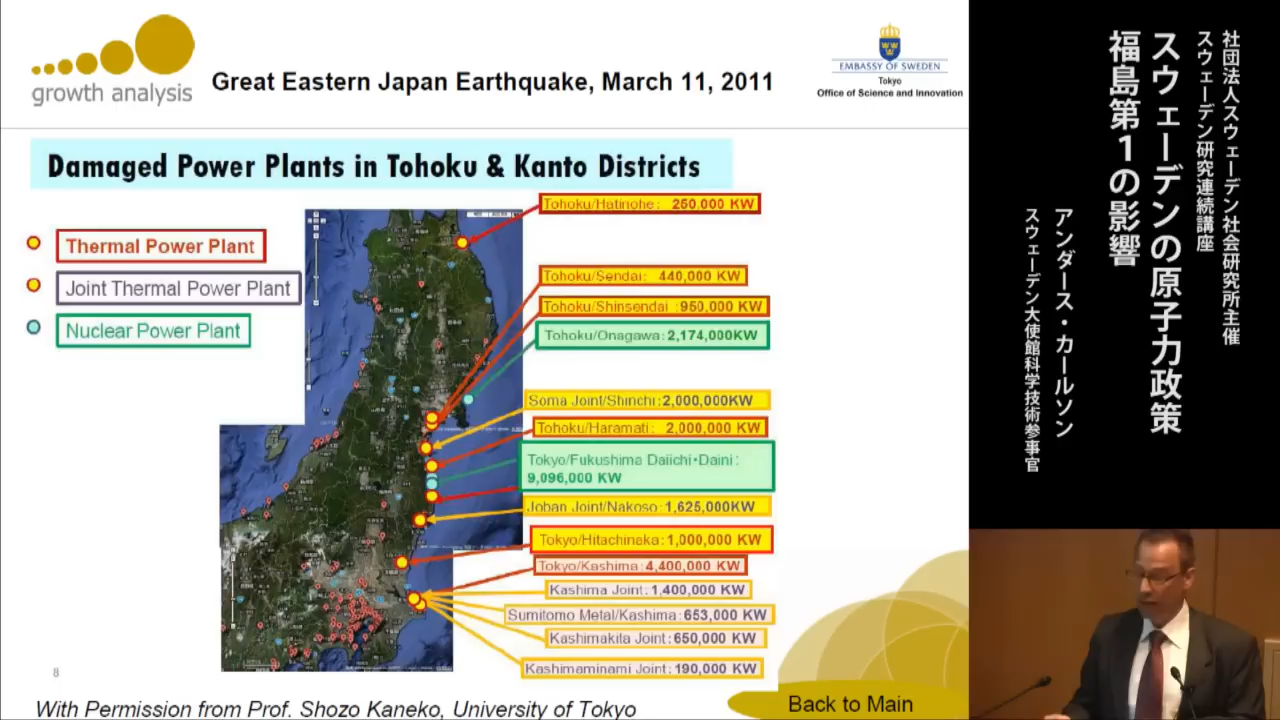 growth analysis
Great Eastern Japan Earthquake, March 11, 2011
EMBASSY OF SWEDEN
Tokyo
Office of Science and Innovation
Damaged Power Plants in Tohoku & Kanto Districts
Thermal Power Plant
Joint Thermal Power Plant
Nuclear Power Plant
Tohoku/Hatinohe: 250,000 KW
Tohoku/Sendai: 440,000 KW
Tohoku/Shinsendai :950,000 KW
Tohoku/Onagawa:2,174,000KW
Soma Joint/Shinchi:2,000,000KW
Tohoku/Haramati: 2,000,000 KW
Tokyo/Fukushima Daiichi・Daini:
9,096,000 KW
Joban Joint/Nakoso:1,625,000KW
Tokyo/Hitachinaka:1,000,000 KW
Tokyo/Kashima: 4,400,000 KW
Kashima Joint: 1,400,000 KW
Sumitomo Metal/Kashima:653,000 KW
Kashimakita Joint: 650,000 KW
Kashimaminami Joint: 190,000 KW
8
With Permission from Prof. Shozo Kaneko, University of Tokyo
Back to Main
社団法人スウェーデン社会研究所主催
スウェーデン研究連続講座
スウェーデンの原子力政策
福島第1の影響
アンダース・カールソン
スウェーデン大使館科学技術参事官